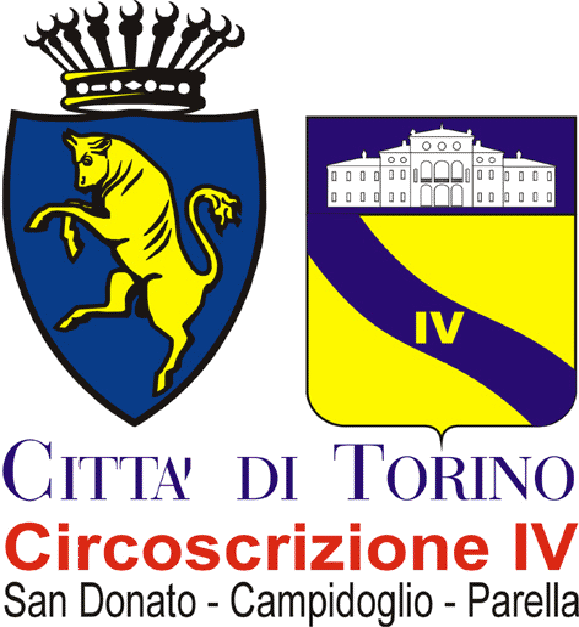 IV
CITTA' DI TORINO
Circoscrizione IV
San Donato - Campidoglio - Parella